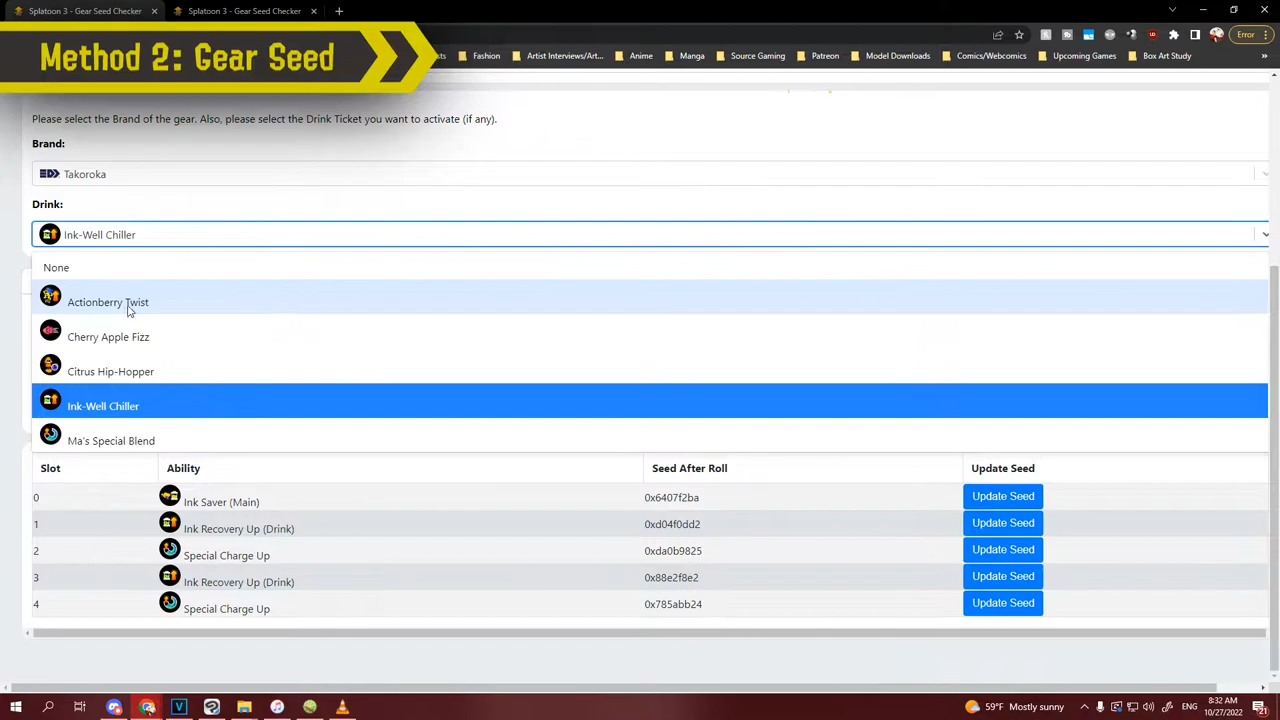 Splatoon 3 - Gear Seed Checker
Splatoon 3 - Gear Seed Checker
Method 2: Gear Seed
Fashion
Artist Interviews/Art...
Anime
Manga
Source Gaming
Patreon
Model Downloads
Comics/Webcomics
Upcoming Games
Box Art Study
Error
Please select the Brand of the gear. Also, please select the Drink Ticket you want to activate (if any).
Brand:
Takoroka
Drink:
Ink-Well Chiller
None
Actionberry Twist
Cherry Apple Fizz
Citrus Hip-Hopper
Ink-Well Chiller
Ma's Special Blend
Slot Ability Seed After Roll Update Seed
0 Ink Saver (Main) 0x6407f2ba Update Seed
1 Ink Recovery Up (Drink) 0xd04f0dd2 Update Seed
2 Special Charge Up 0xda0b9825 Update Seed
3 Ink Recovery Up (Drink) 0x88e2f8e2 Update Seed
4 Special Charge Up 0x785abb24 Update Seed
59°F Mostly sunny
ENG
8:32 AM
10/27/2022
21